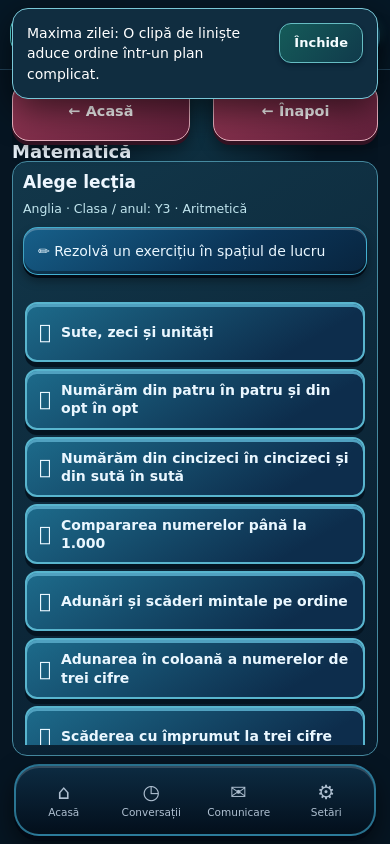 Maxima zilei: O clipă de liniște
aduce ordine într-un plan
complicat.
Închide
← Acasă
← Înapoi
Matematică
Alege lecția
Anglia · Clasa / anul: Y3 · Aritmetică
✏ Rezolvă un exercițiu în spațiul de lucru
Sute, zeci și unități
Numărăm din patru în patru și din
opt în opt
Numărăm din cincizeci în cincizeci și
din sută în sută
Compararea numerelor până la
1.000
Adunări și scăderi mintale pe ordine
Adunarea în coloană a numerelor de
trei cifre
Scăderea cu împrumut la trei cifre
Acasă
Conversații
Comunicare
Setări